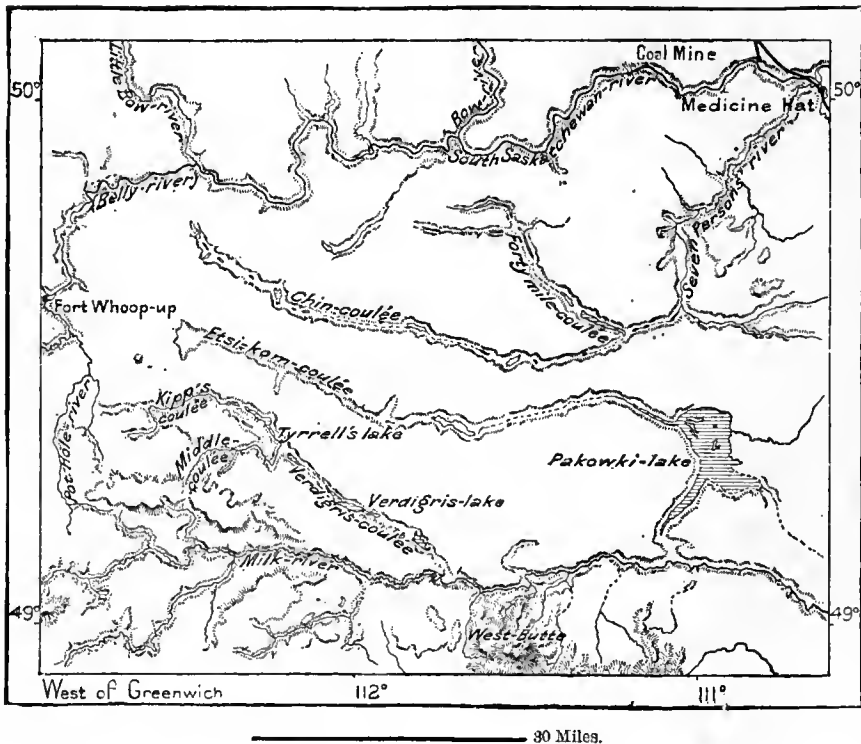 Coal Mine
50°
50°
Little
Bow-river
Bow-river
Medicine Hat
South Saskatchewan-river
(Belly-river)
Seven Persons-river
Forty mile-coulée
Chin-coulée
Fort Whoop-up
Etsi-kom-coulée
Kipp's
coulée
Pot Hole-river
Tyrrell's lake
Middle-
coulée
Pakowki-lake
Verdigris-lake
Verdigris-coulée
Milk-river
49°
49°
West-Butte
West of Greenwich
112°
111°
30 Miles.